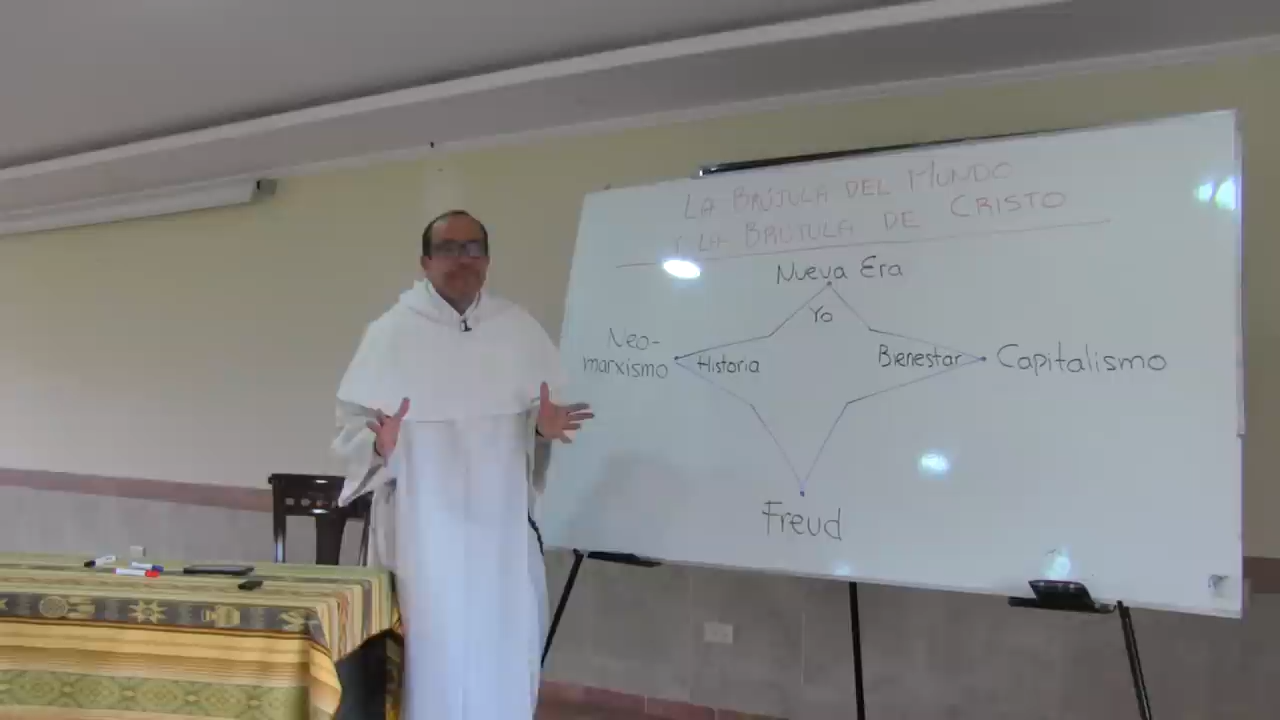 LA BRÚJULA DEL MUNDO
Y LA BRÚJULA DE CRISTO
Nueva Era
Yo
Neo-
marxismo
Historia
Bienestar
Capitalismo
Freud